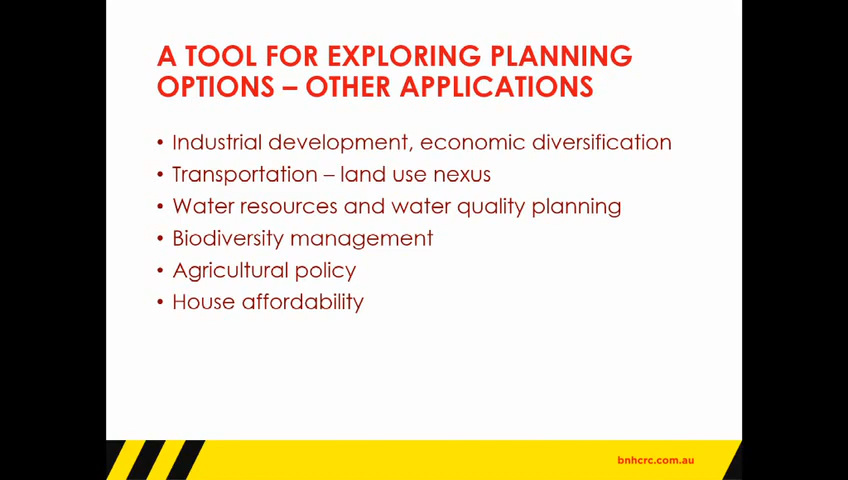 A TOOL FOR EXPLORING PLANNING
OPTIONS – OTHER APPLICATIONS
• Industrial development, economic diversification
• Transportation – land use nexus
• Water resources and water quality planning
• Biodiversity management
• Agricultural policy
• House affordability
bnhcrc.com.au